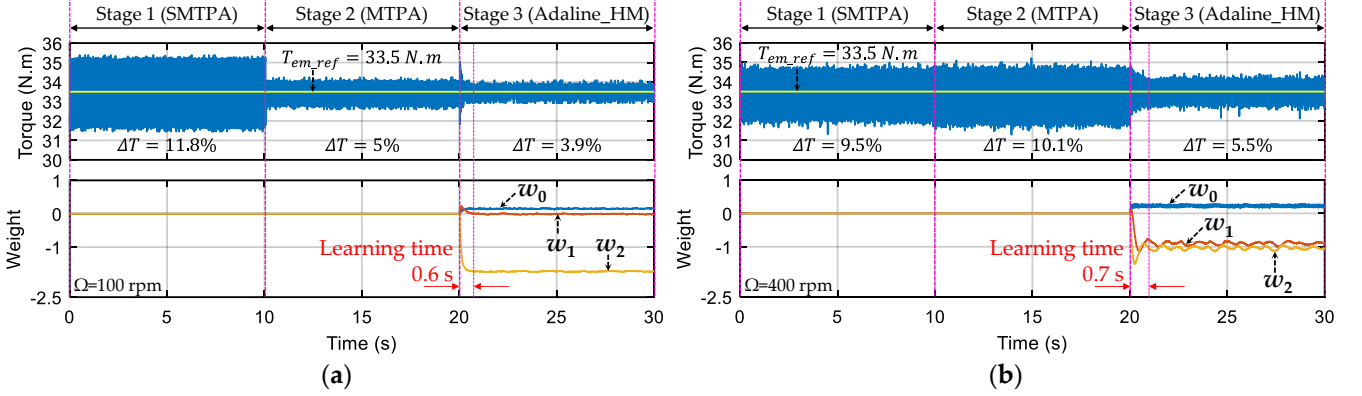 Stage 1 (SMTPA) Stage 2 (MTPA) Stage 3 (Adaline_HM)
36
35
34
33
32
31
30
Torque (N.m)
T_em_ref = 33.5 N.m
ΔT = 11.8% ΔT = 5% ΔT = 3.9%
1
0
-1
-2.5
Weight
w0
w1 w2
Learning time
0.6 s
Ω=100 rpm
0 5 10 15 20 25 30
Time (s)
(a)
Stage 1 (SMTPA) Stage 2 (MTPA) Stage 3 (Adaline_HM)
36
35
34
33
32
31
30
Torque (N.m)
T_em_ref = 33.5 N.m
ΔT = 9.5% ΔT = 10.1% ΔT = 5.5%
1
0
-1
-2.5
Weight
w0
w1
Learning time
0.7 s
w2
Ω=400 rpm
0 5 10 15 20 25 30
Time (s)
(b)